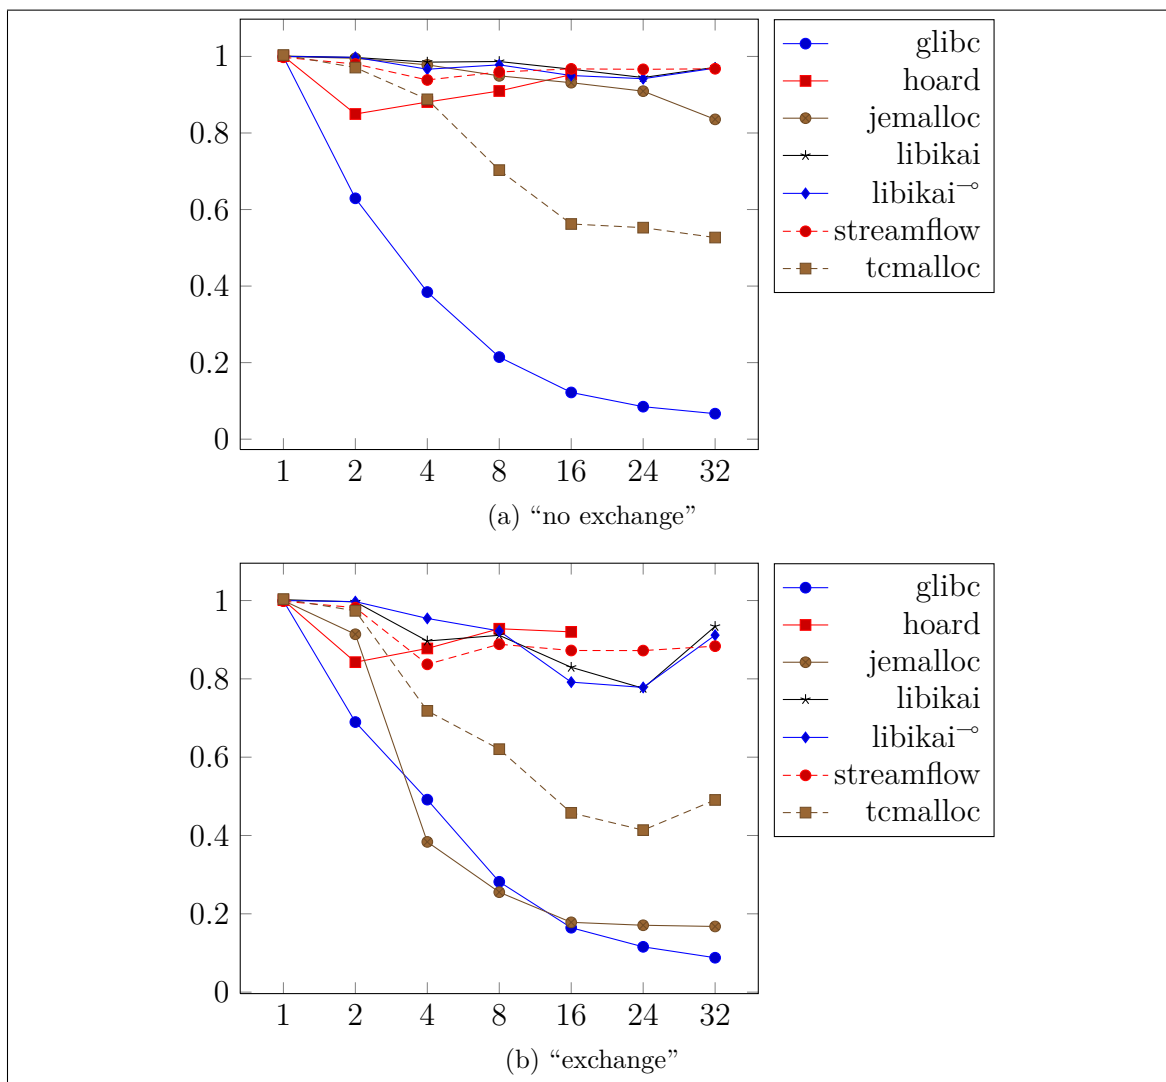 1
0.8
0.6
0.4
0.2
0
1 2 4 8 16 24 32
glibc
hoard
jemalloc
libikai
libikai⊸
streamflow
tcmalloc
(a) “no exchange”
1
0.8
0.6
0.4
0.2
0
1 2 4 8 16 24 32
glibc
hoard
jemalloc
libikai
libikai⊸
streamflow
tcmalloc
(b) “exchange”